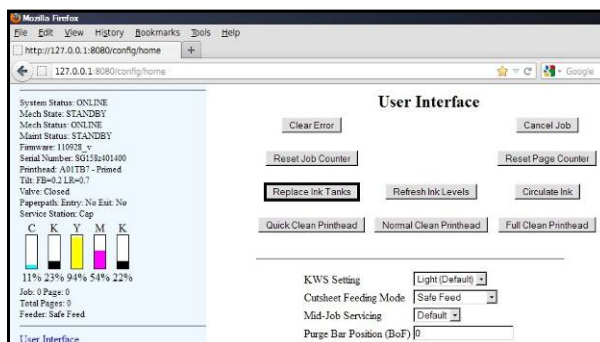 Mozilla Firefox
File Edit View History Bookmarks Tools Help
http://127.0.0.1:8080/config/home +
127.0.0.1:8080/config/home
Google
System Status: ONLINE
Mech State: STANDBY
Mech Status: ONLINE
Maint Status: STANDBY
Firmware: 110928_v
Serial Number: SG158z401400
Printhead: A01TB7 - Primed
Tilt: FB=0.2 LR=0.7
Valve: Closed
Paperpath: Entry: No Exit: No
Service Station: Cap
C K Y M K
11% 23% 94% 54% 22%
Job: 0 Page: 0
Total Pages: 0
Feeder: Safe Feed
User Interface
User Interface
Clear Error Cancel Job
Reset Job Counter Reset Page Counter
Replace Ink Tanks Refresh Ink Levels Circulate Ink
Quick Clean Printhead Normal Clean Printhead Full Clean Printhead
KWS Setting Light (Default)
Cutsheet Feeding Mode Safe Feed
Mid-Job Servicing Default
Purge Bar Position (BoF) 0